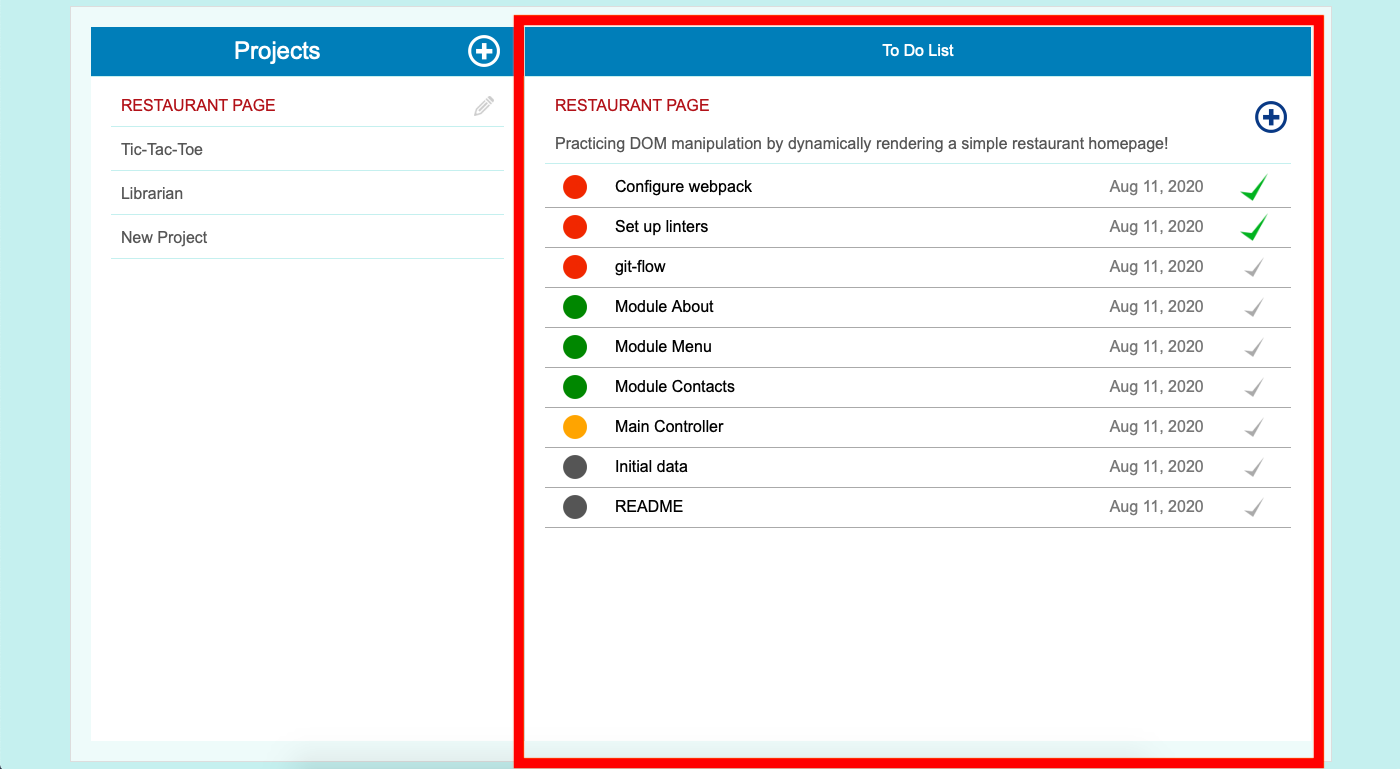 Projects
RESTAURANT PAGE
Tic-Tac-Toe
Librarian
New Project
To Do List
RESTAURANT PAGE
Practicing DOM manipulation by dynamically rendering a simple restaurant homepage!
Configure webpack Aug 11, 2020
Set up linters Aug 11, 2020
git-flow Aug 11, 2020
Module About Aug 11, 2020
Module Menu Aug 11, 2020
Module Contacts Aug 11, 2020
Main Controller Aug 11, 2020
Initial data Aug 11, 2020
README Aug 11, 2020